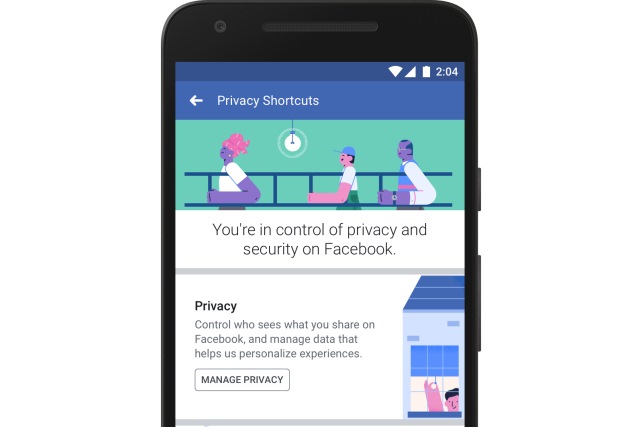 2:04
Privacy Shortcuts
You're in control of privacy and
security on Facebook.
Privacy
Control who sees what you share on
Facebook, and manage data that
helps us personalize experiences.
MANAGE PRIVACY